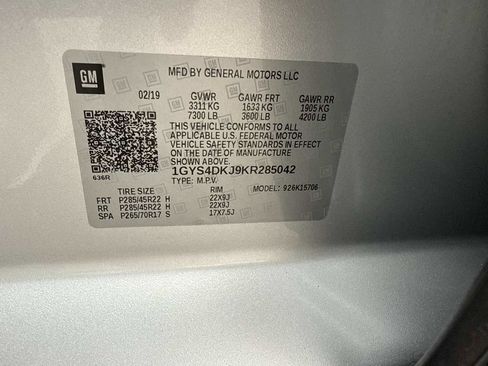 GM
MFD BY GENERAL MOTORS LLC
02/19 GVWR GAWR FRT GAWR RR
3311 KG 1633 KG 1905 KG
7300 LB 3600 LB 4200 LB
THIS VEHICLE CONFORMS TO ALL
APPLICABLE U.S. FEDERAL MOTOR
VEHICLE SAFETY STANDARDS IN
EFFECT ON THE DATE OF
MANUFACTURE SHOWN ABOVE.
1GYS4DKJ9KR285042
636R TYPE: M.P.V. MODEL: 926K15706
TIRE SIZE RIM
FRT P285/45R22 H 22X9J
RR P285/45R22 H 22X9J
SPA P265/70R17 S 17X7.5J